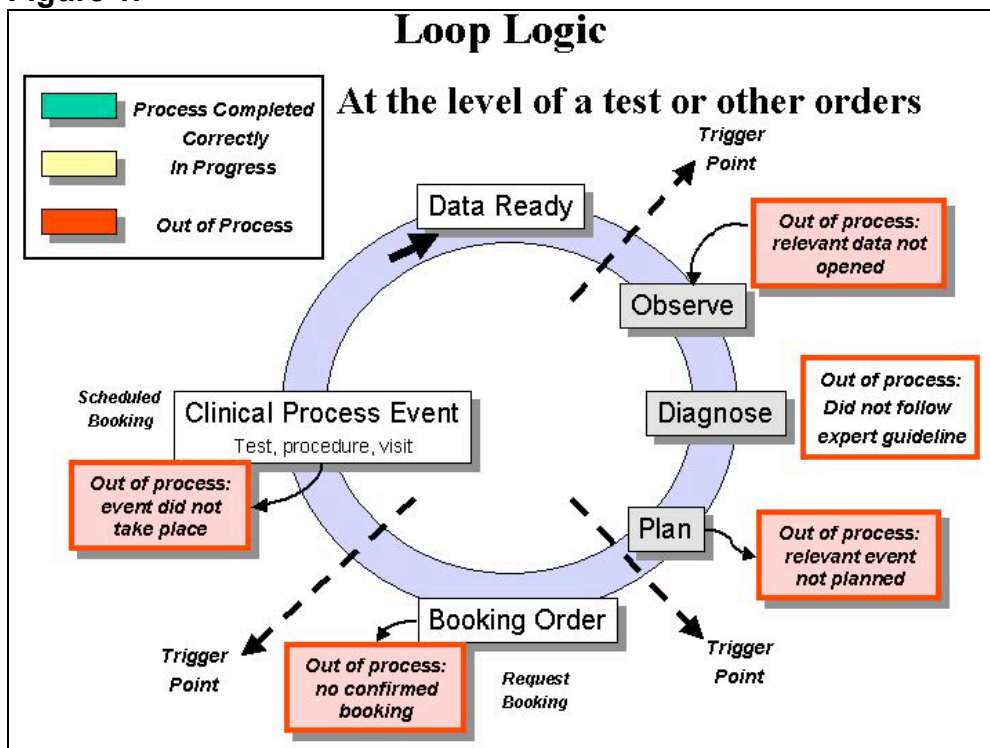 Loop Logic
At the level of a test or other orders
Process Completed
Correctly
In Progress
Out of Process
Trigger
Point
Data Ready
Out of process:
relevant data not
opened
Observe
Scheduled
Booking
Clinical Process Event
Test, procedure, visit
Diagnose
Out of process:
Did not follow
expert guideline
Out of process:
event did not
take place
Plan
Out of process:
relevant event
not planned
Booking Order
Trigger
Point
Out of process:
no confirmed
booking
Request
Booking
Trigger
Point